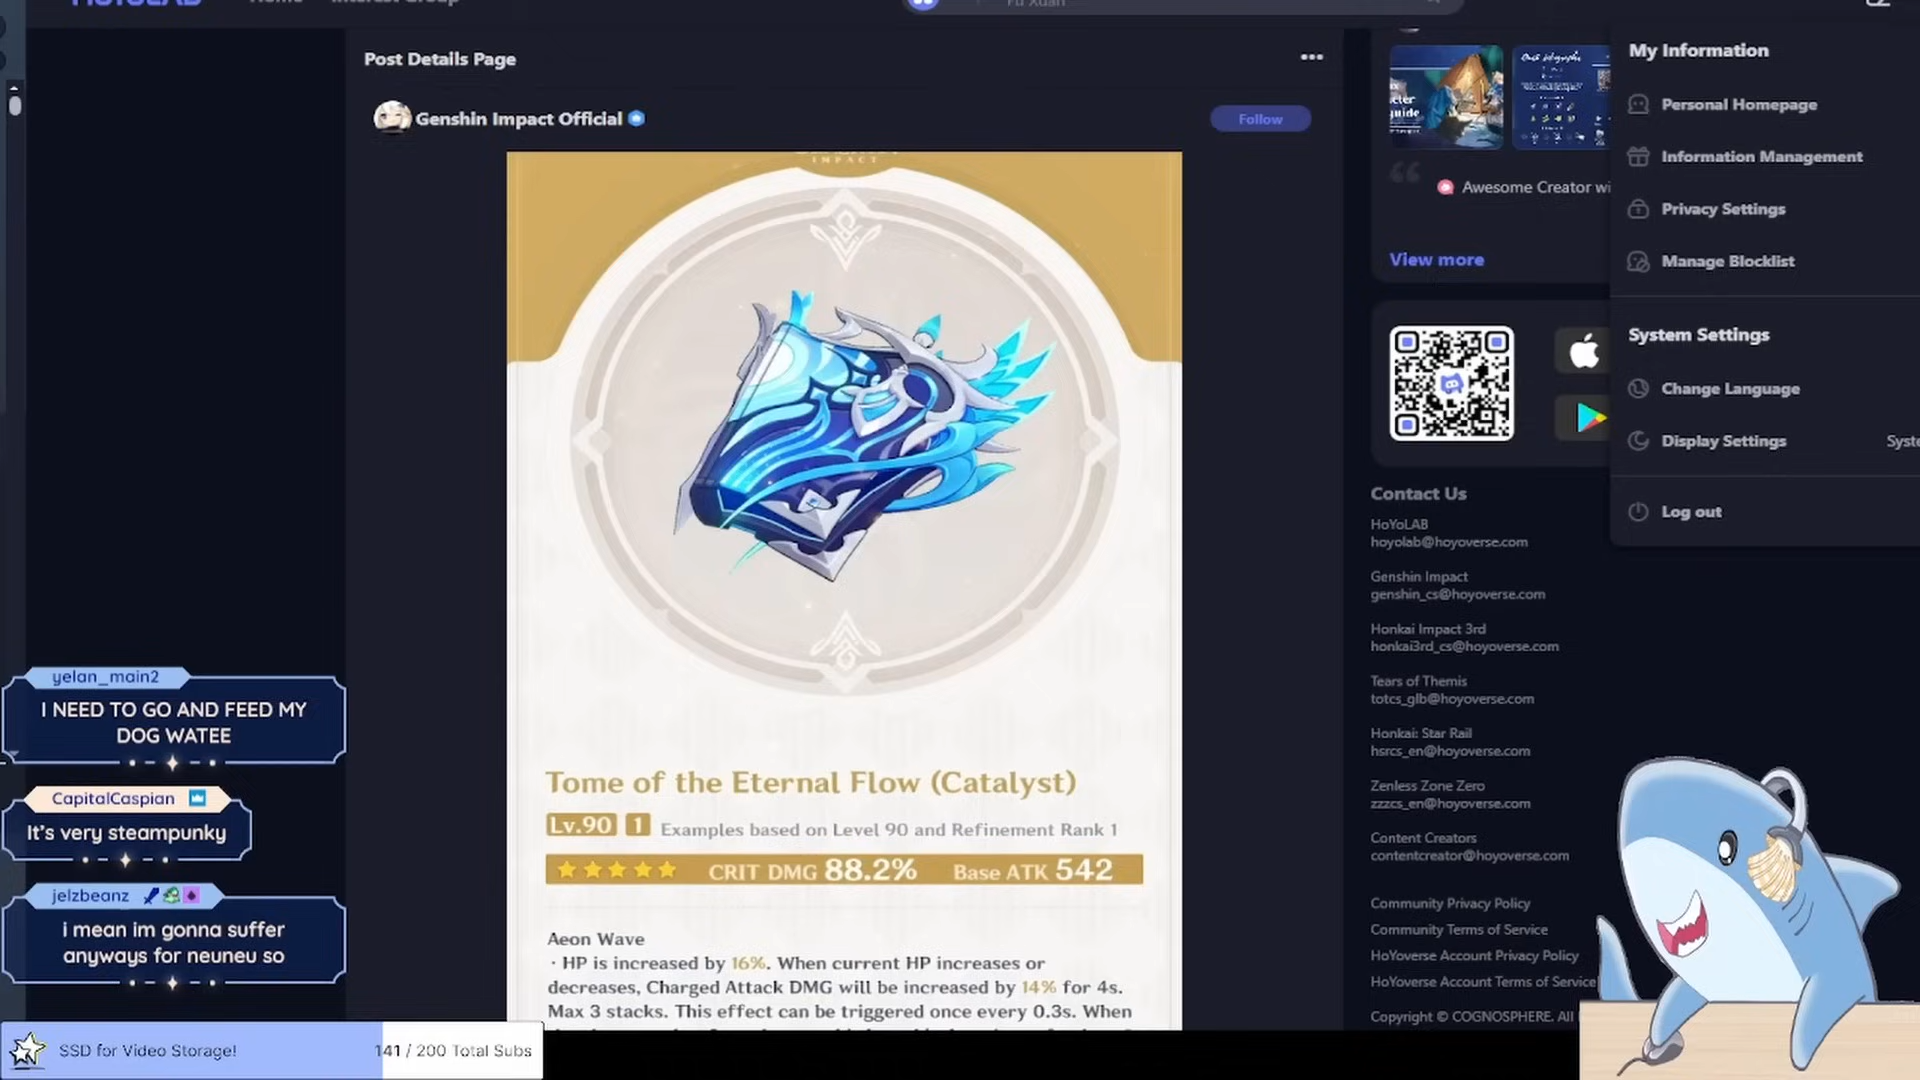 HOYOLAB
Home
Interest Group
Fu Xuan
Post Details Page
Genshin Impact Official
Follow
IMPACT
Tome of the Eternal Flow (Catalyst)
Lv.90 1 Examples based on Level 90 and Refinement Rank 1
CRIT DMG 88.2% Base ATK 542
Aeon Wave
· HP is increased by 16%. When current HP increases or
decreases, Charged Attack DMG will be increased by 14% for 4s.
Max 3 stacks. This effect can be triggered once every 0.3s. When
yelan_main2
I NEED TO GO AND FEED MY
DOG WATEE
CapitalCaspian
It's very steampunky
jelzbeanz
i mean im gonna suffer
anyways for neuneu so
SSD for Video Storage!
141 / 200 Total Subs
Awesome Creator wi
View more
Contact Us
HoYoLAB
hoyolab@hoyoverse.com
Genshin Impact
genshin_cs@hoyoverse.com
Honkai Impact 3rd
honkai3rd_cs@hoyoverse.com
Tears of Themis
totcs_glb@hoyoverse.com
Honkai: Star Rail
hsrcs_en@hoyoverse.com
Zenless Zone Zero
zzzcs_en@hoyoverse.com
Content Creators
contentcreator@hoyoverse.com
Community Privacy Policy
Community Terms of Service
HoYoverse Account Privacy Policy
HoYoverse Account Terms of Service
Copyright © COGNOSPHERE. All
My Information
Personal Homepage
Information Management
Privacy Settings
Manage Blocklist
System Settings
Change Language
Display Settings
Syste
Log out